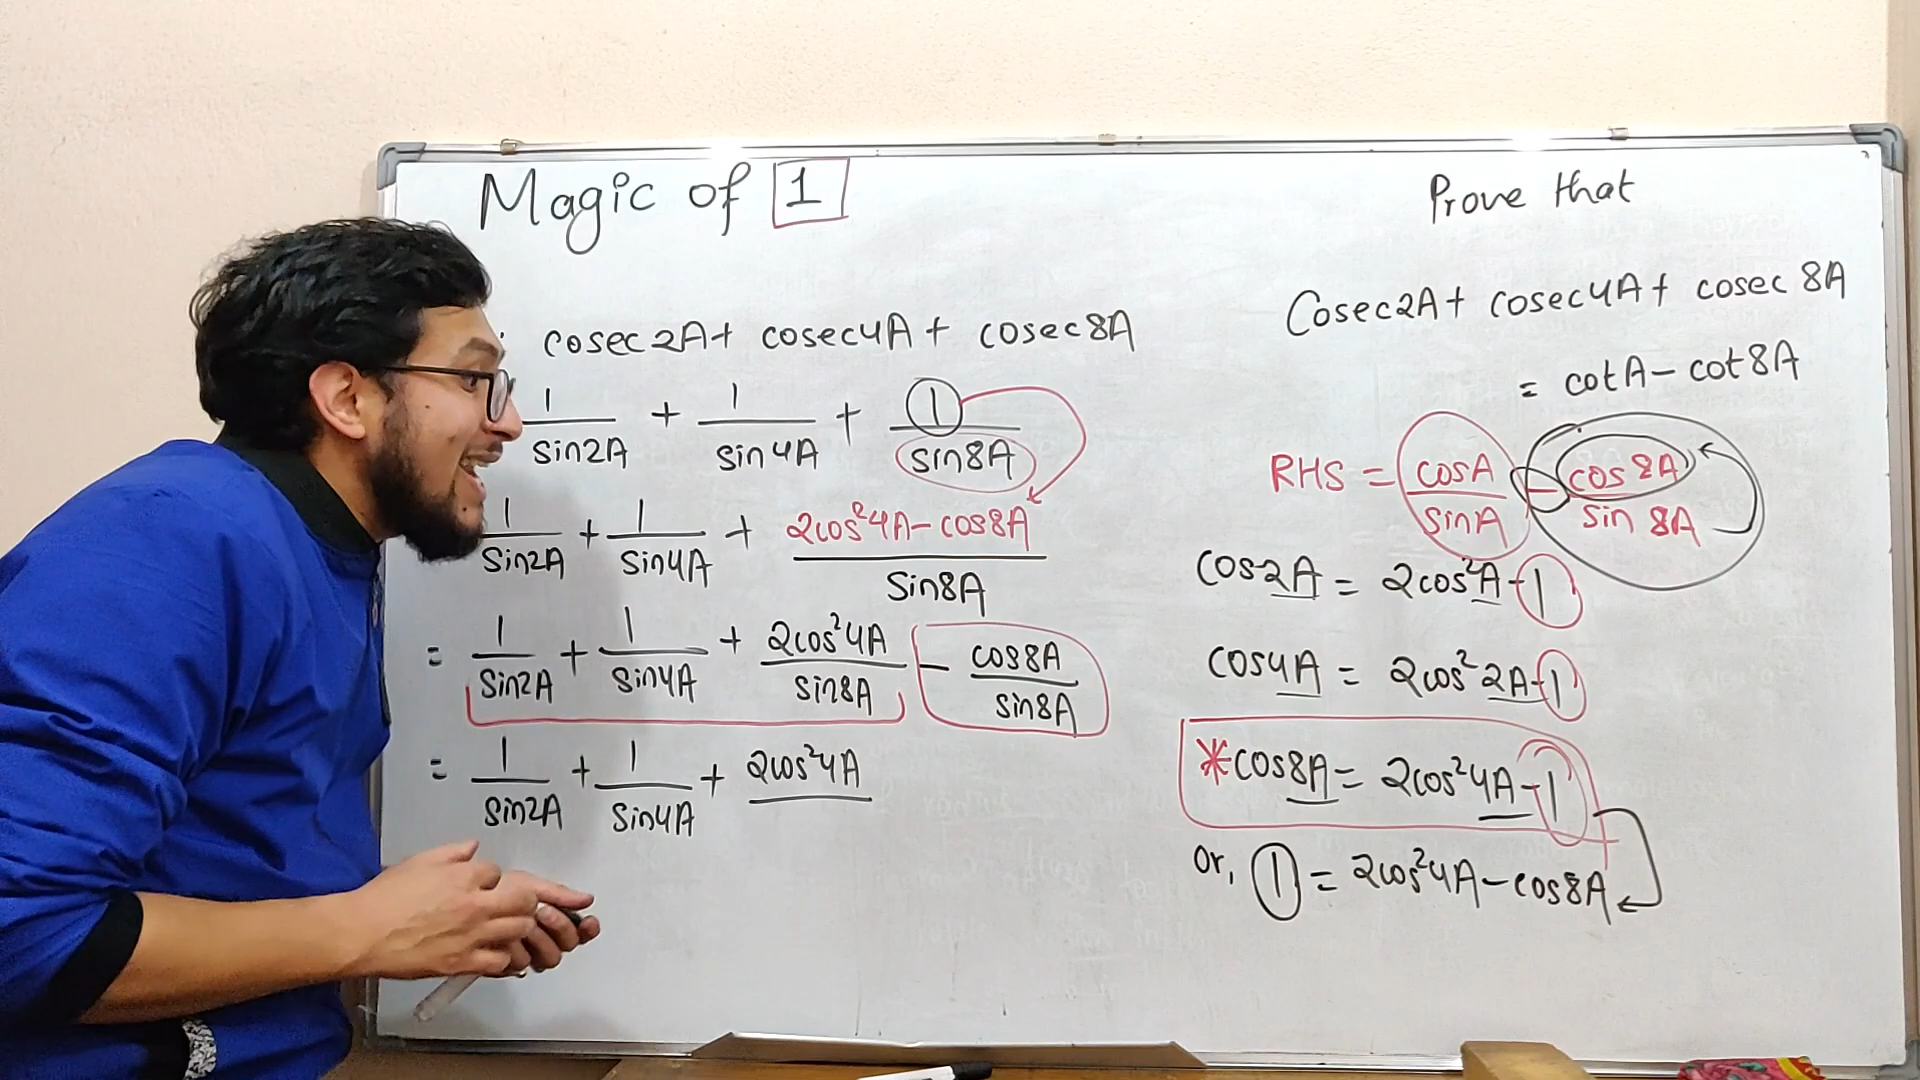 Magic of 1
cosec2A + cosec4A + cosec8A
1/sin2A + 1/sin4A + 1/sin8A
1/sin2A + 1/sin4A + (2cos²4A - cos8A)/sin8A
= 1/sin2A + 1/sin4A + 2cos²4A/sin8A - cos8A/sin8A
= 1/sin2A + 1/sin4A + 2cos²4A
Prove that
Cosec2A + cosec4A + cosec8A
= cotA - cot8A
RHS = cosA/sinA - cos8A/sin8A
cos2A = 2cos²A - 1
cos4A = 2cos²2A - 1
*cos8A = 2cos²4A - 1
Or, 1 = 2cos²4A - cos8A